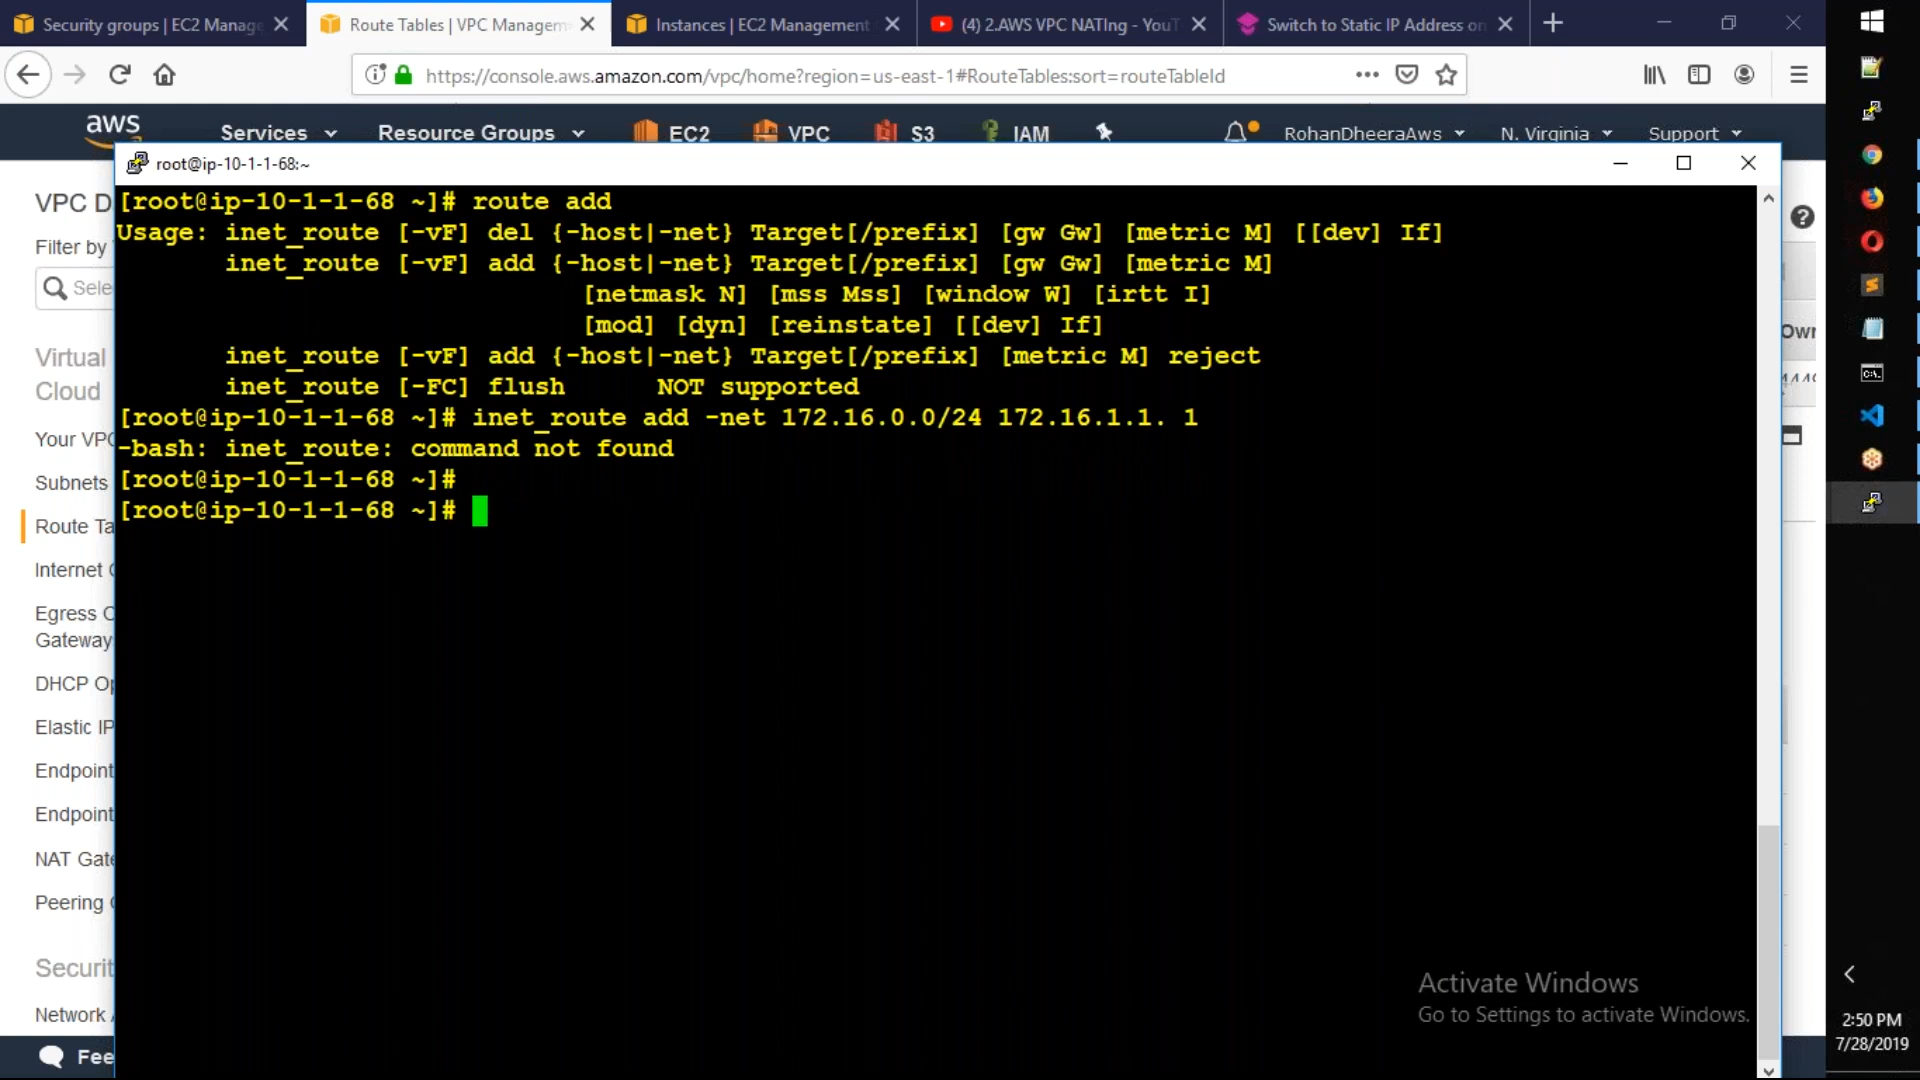 Security groups | EC2 Manage
Route Tables | VPC Managem
Instances | EC2 Management
(4) 2.AWS VPC NATIng - YouT
Switch to Static IP Address on
https://console.aws.amazon.com/vpc/home?region=us-east-1#RouteTables:sort=routeTableId
aws
Services
Resource Groups
EC2
VPC
S3
IAM
RohanDheeraAws
N. Virginia
Support
root@ip-10-1-1-68:~
VPC D
Filter by
Sele
Virtual
Cloud
Your VPC
Subnets
Route Ta
Internet
Egress
Gateway
DHCP Op
Elastic IP
Endpoint
Endpoint
NAT Gate
Peering
Securit
Network
Fee
[root@ip-10-1-1-68 ~]# route add
Usage: inet_route [-vF] del {-host|-net} Target[/prefix] [gw Gw] [metric M] [[dev] If]
inet_route [-vF] add {-host|-net} Target[/prefix] [gw Gw] [metric M]
[netmask N] [mss Mss] [window W] [irtt I]
[mod] [dyn] [reinstate] [[dev] If]
inet_route [-vF] add {-host|-net} Target[/prefix] [metric M] reject
inet_route [-FC] flush      NOT supported
[root@ip-10-1-1-68 ~]# inet_route add -net 172.16.0.0/24 172.16.1.1. 1
-bash: inet_route: command not found
[root@ip-10-1-1-68 ~]#
[root@ip-10-1-1-68 ~]#
Own
Activate Windows
Go to Settings to activate Windows.
2:50 PM
7/28/2019